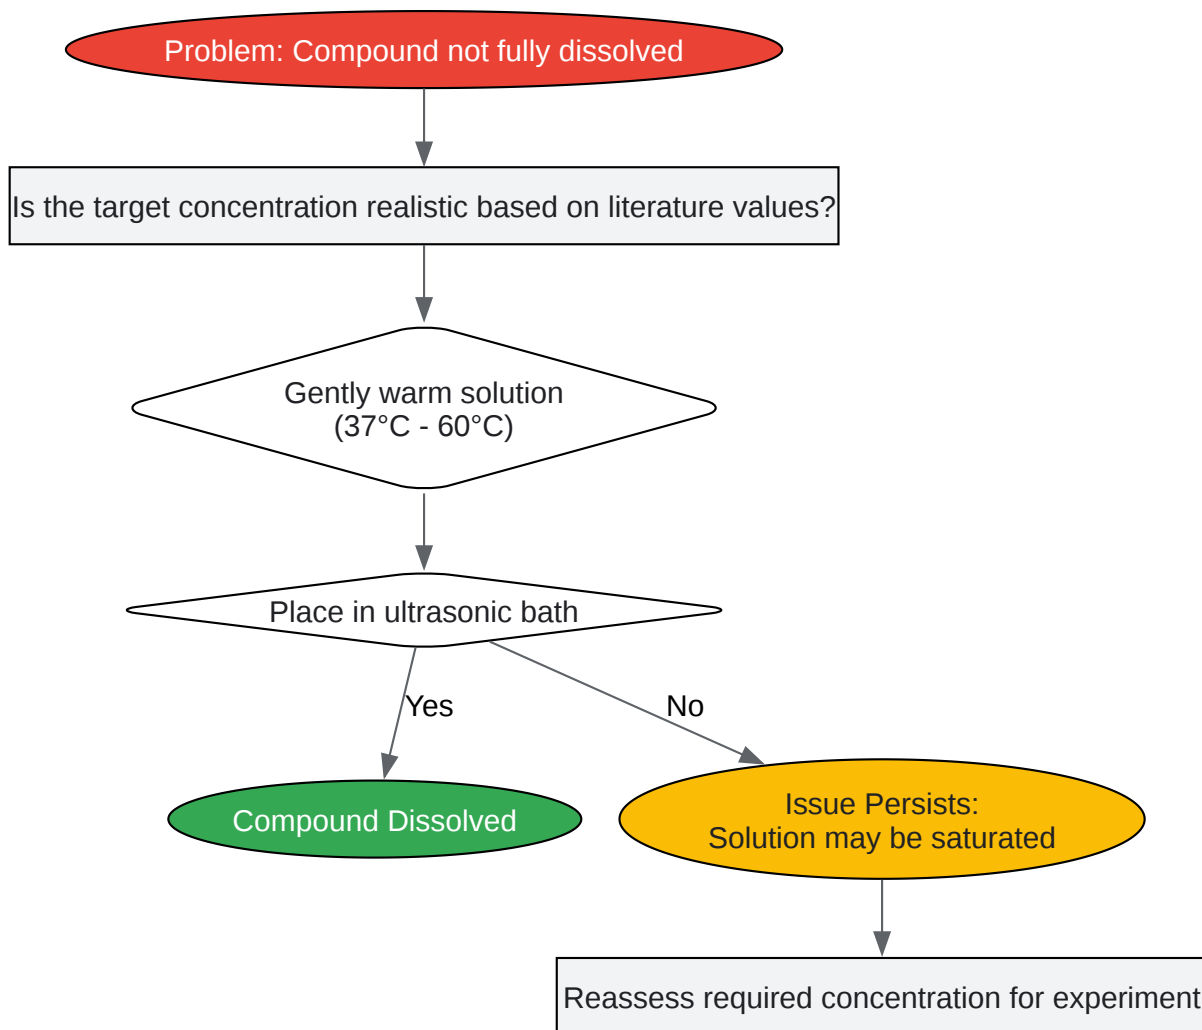 Problem: Compound not fully dissolved
Is the target concentration realistic based on literature values?
Gently warm solution
(37°C - 60°C)
Place in ultrasonic bath
Yes
No
Compound Dissolved
Issue Persists:
Solution may be saturated
Reassess required concentration for experiment